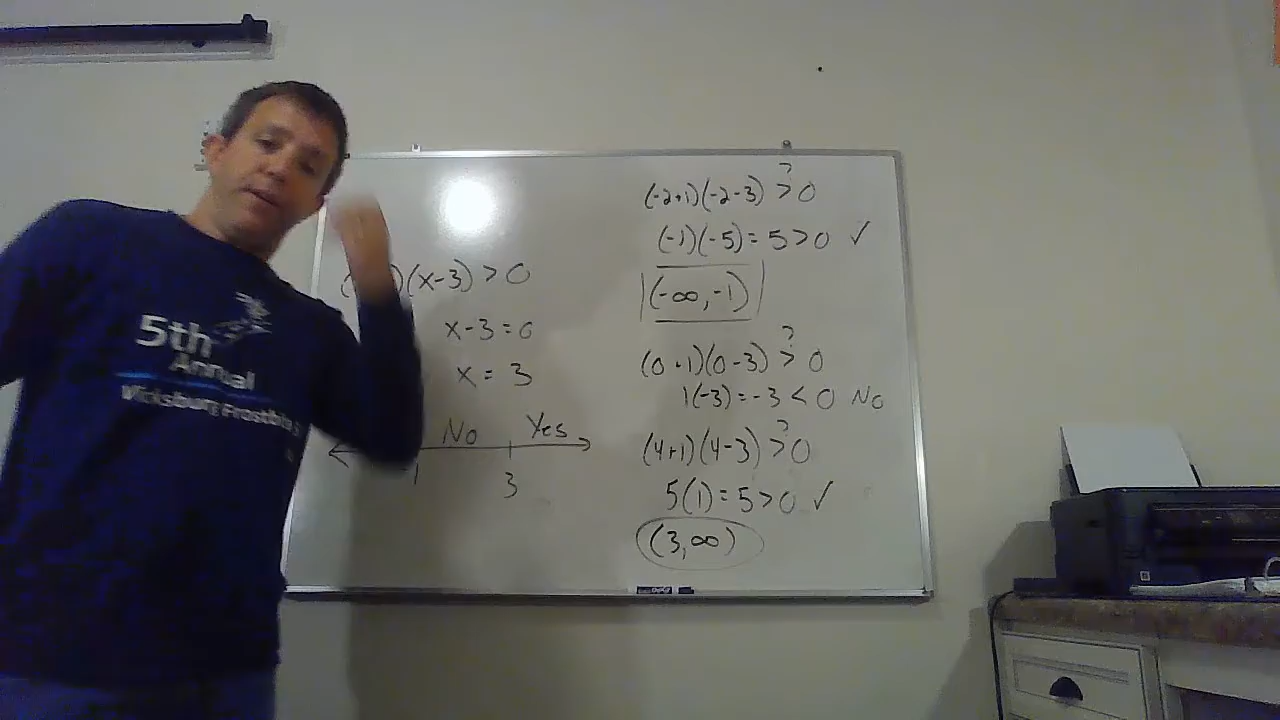 5th
Annual
)(x-3) > 0
x-3 = 0
x = 3
No Yes
3
(-2+1)(-2-3) > 0
?
(-1)(-5) = 5 > 0 ✓
(-∞, -1)
?
(0+1)(0-3) > 0
1(-3) = -3 < 0 No
?
(4+1)(4-3) > 0
5(1) = 5 > 0 ✓
(3, ∞)